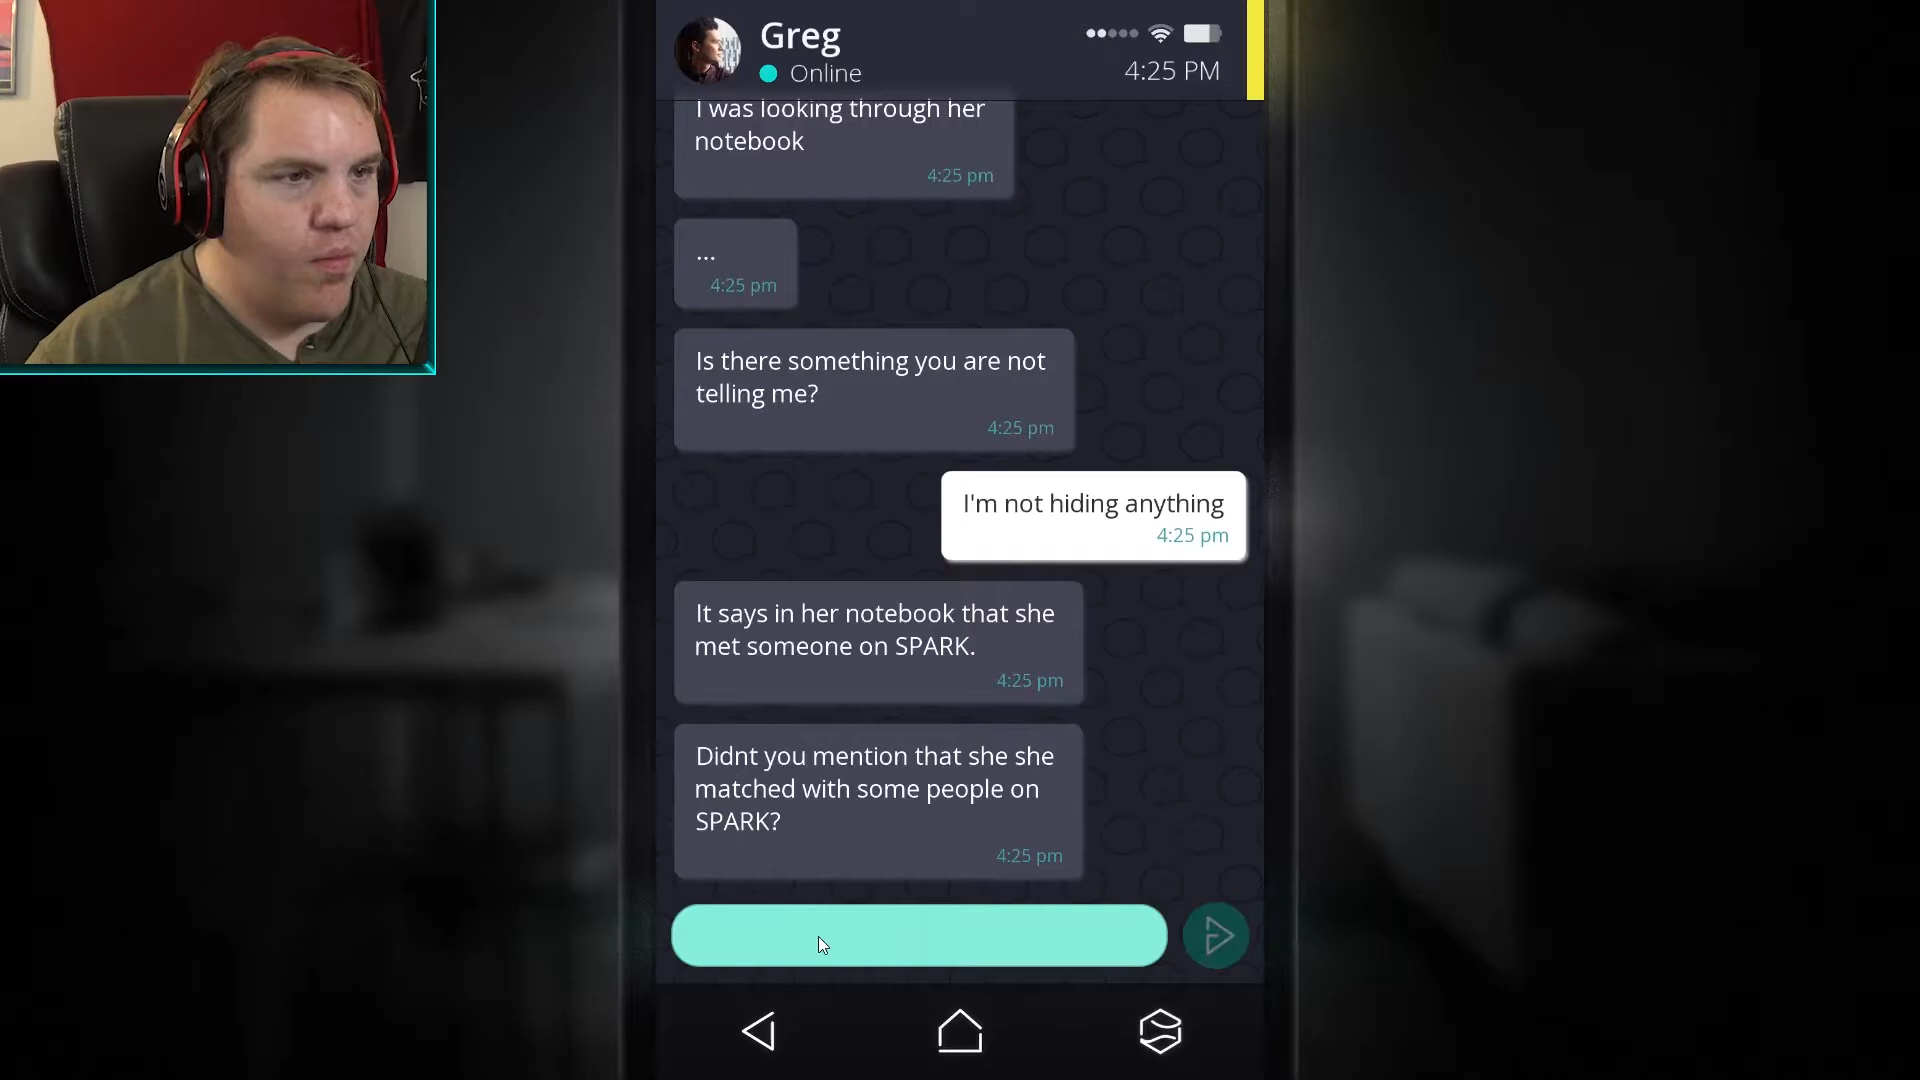 Greg
Online
4:25 PM
I was looking through her
notebook
4:25 pm
...
4:25 pm
Is there something you are not
telling me?
4:25 pm
I'm not hiding anything
4:25 pm
It says in her notebook that she
met someone on SPARK.
4:25 pm
Didnt you mention that she she
matched with some people on
SPARK?
4:25 pm